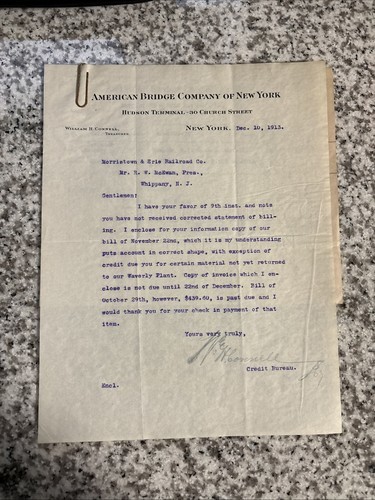 AMERICAN BRIDGE COMPANY OF NEW YORK
HUDSON TERMINAL-30 CHURCH STREET
WILLIAM H. CONNELL,
TREASURER.
NEW YORK, Dec. 10, 1913.
Morristown & Erie Railroad Co.
Mr. R. W. McEwan, Pres.,
Whippany, N. J.
Gentlemen:
I have your favor of 9th inst. and note
you have not received corrected statement of bill-
ing. I enclose for your information copy of our
bill of November 22nd, which it is my understanding
puts account in correct shape, with exception of
credit due you for certain material not yet returned
to our Waverly Plant. Copy of invoice which I en-
close is not due until 22nd of December. Bill of
October 29th, however, $439.60, is past due and I
would thank you for your check in payment of that
item.
Yours very truly,
Credit Bureau.
Encl.